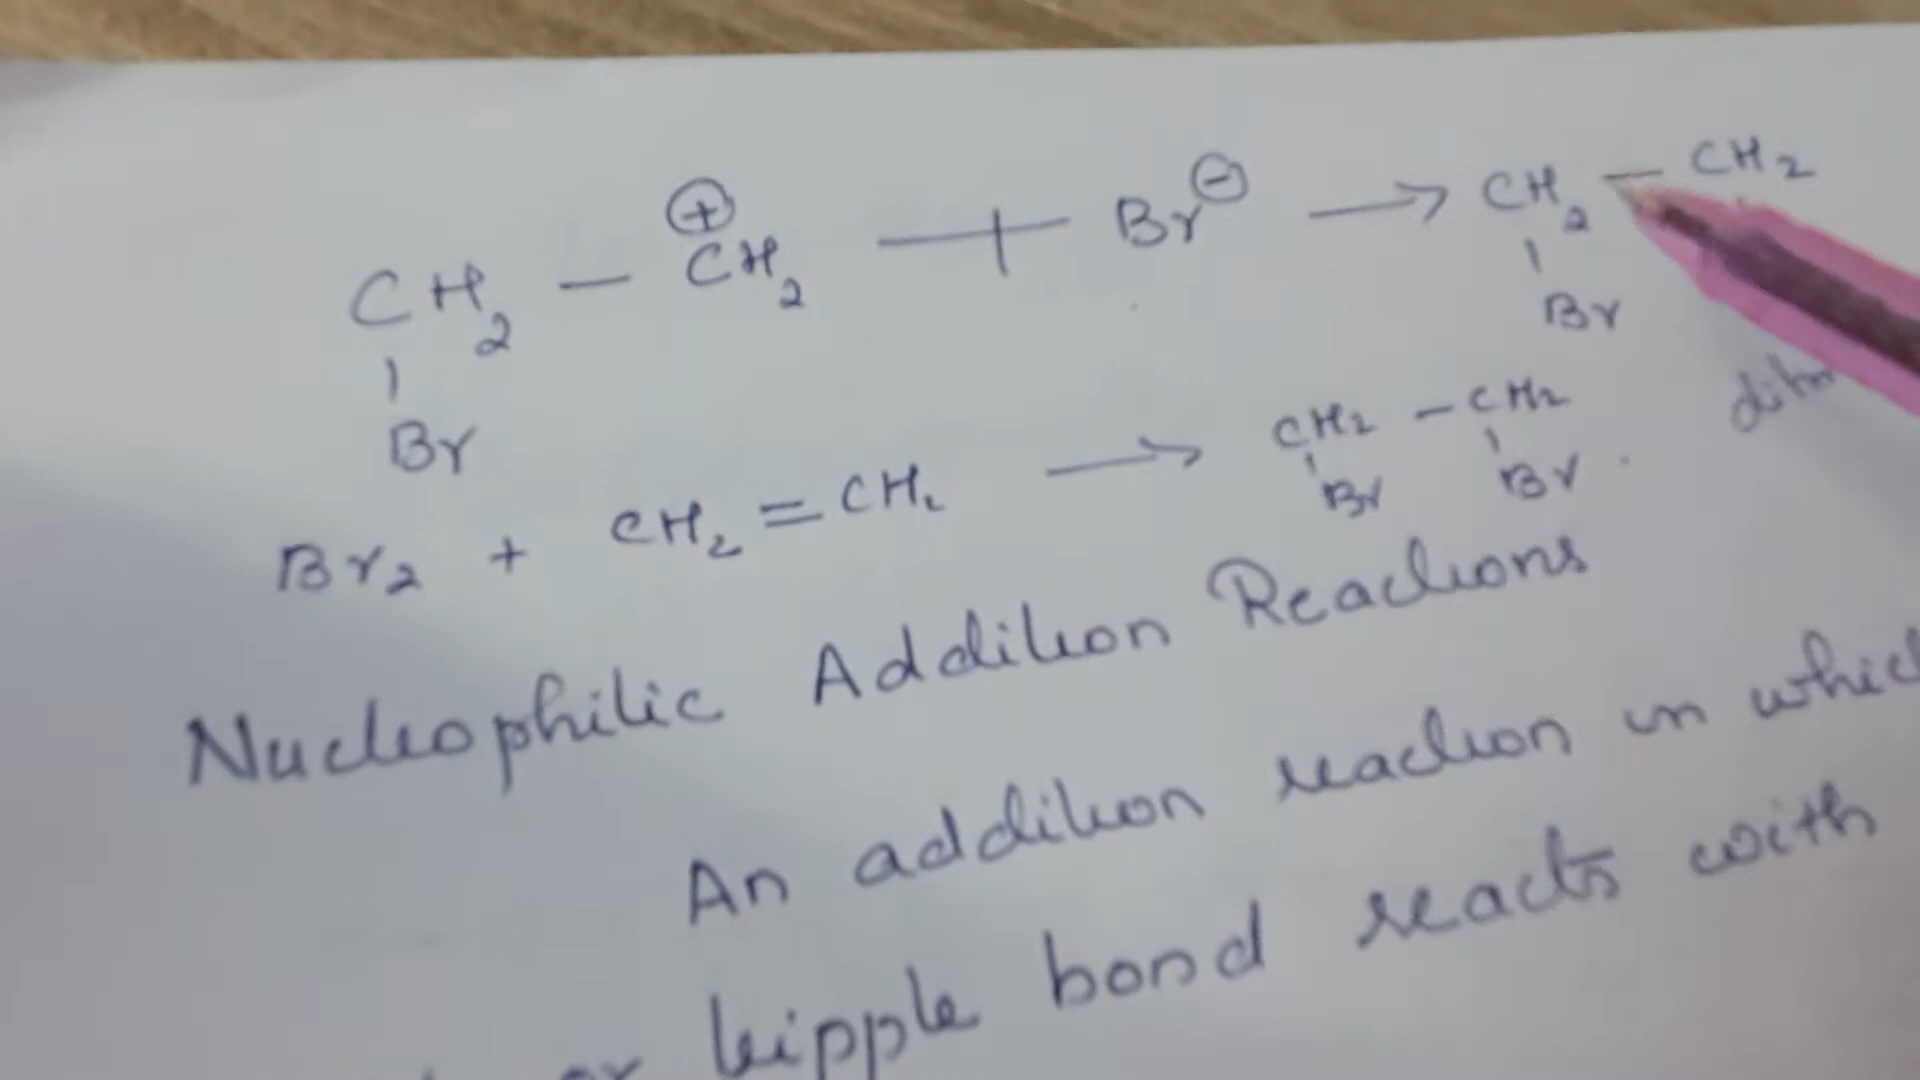 CH2 - CH2⊕ + Br⊖ → CH2 - CH2
Br Br
Br2 + CH2 = CH2 → CH2 - CH2
Br Br .
Nucleophilic Addition Reactions
An addition reaction in
or tripple bond reacts with